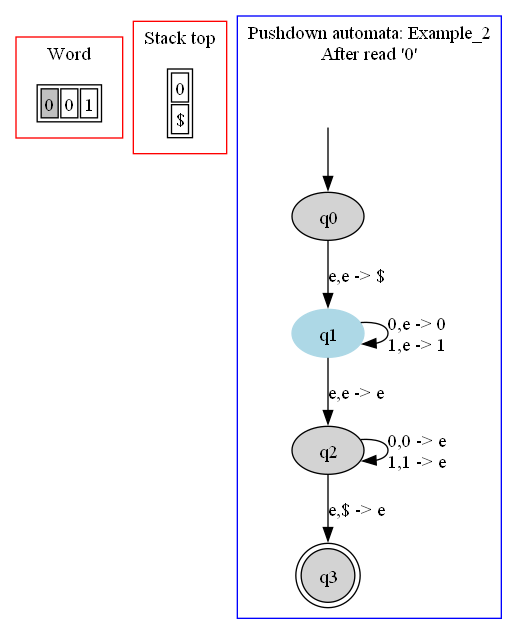 Word
0 0 1
Stack top
0
$
Pushdown automata: Example_2
After read '0'
q0
e,e -> $
q1
0,e -> 0
1,e -> 1
e,e -> e
q2
0,0 -> e
1,1 -> e
e,$ -> e
q3